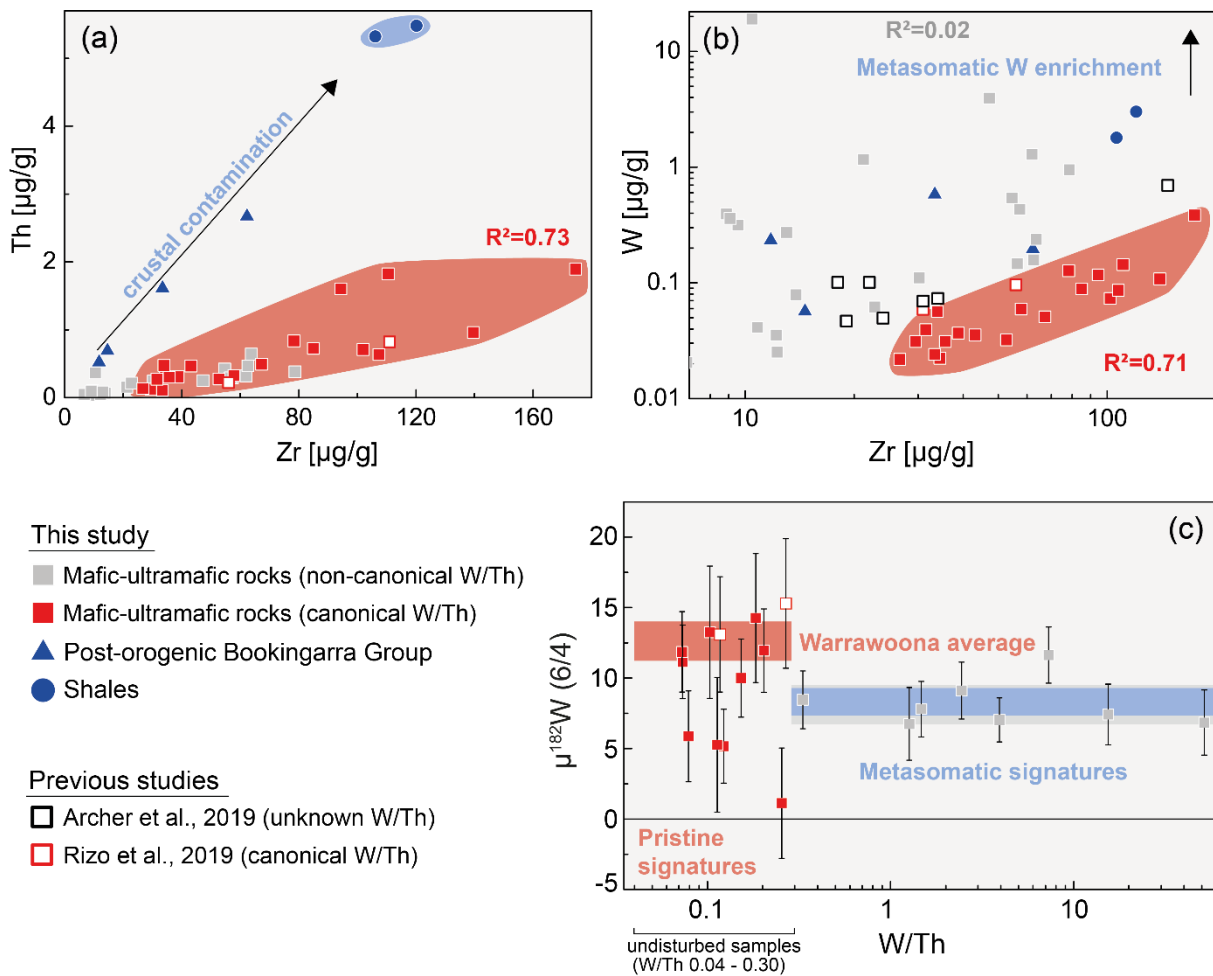 (a)
Th [µg/g]
4
2
0
crustal contamination
R²=0.73
0
40
80
120
160
Zr [µg/g]
(b)
R²=0.02
Metasomatic W enrichment
W [µg/g]
10
1
0.1
0.01
R²=0.71
10
100
Zr [µg/g]
This study
Mafic-ultramafic rocks (non-canonical W/Th)
Mafic-ultramafic rocks (canonical W/Th)
Post-orogenic Bookingarra Group
Shales
Previous studies
Archer et al., 2019 (unknown W/Th)
Rizo et al., 2019 (canonical W/Th)
(c)
µ¹⁸²W (6/4)
20
15
10
5
0
-5
Warrawoona average
Metasomatic signatures
Pristine
signatures
0.1
1
10
W/Th
undisturbed samples
(W/Th 0.04 - 0.30)